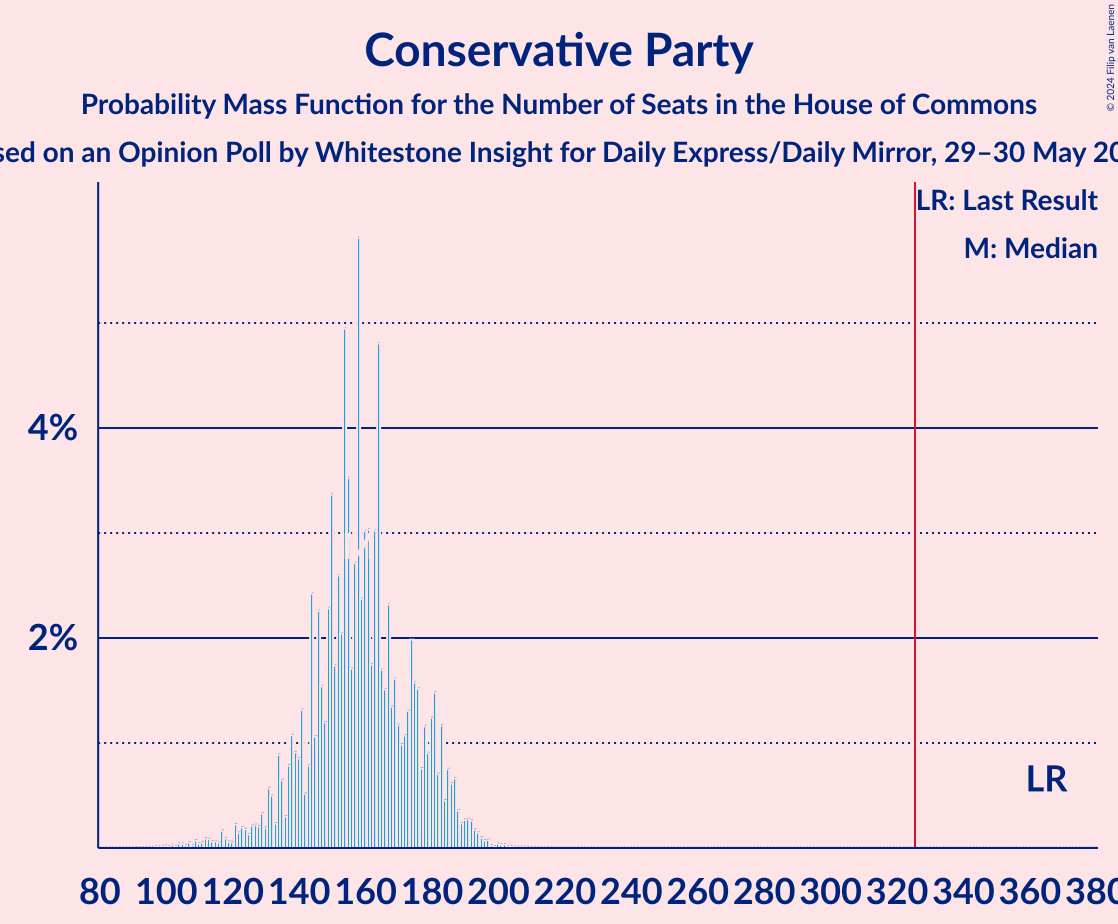 Conservative Party
Probability Mass Function for the Number of Seats in the House of Commons
sed on an Opinion Poll by Whitestone Insight for Daily Express/Daily Mirror, 29–30 May 20
© 2024 Filip van Laenen
LR: Last Result
M: Median
4%
2%
LR
80 100 120 140 160 180 200 220 240 260 280 300 320 340 360 380